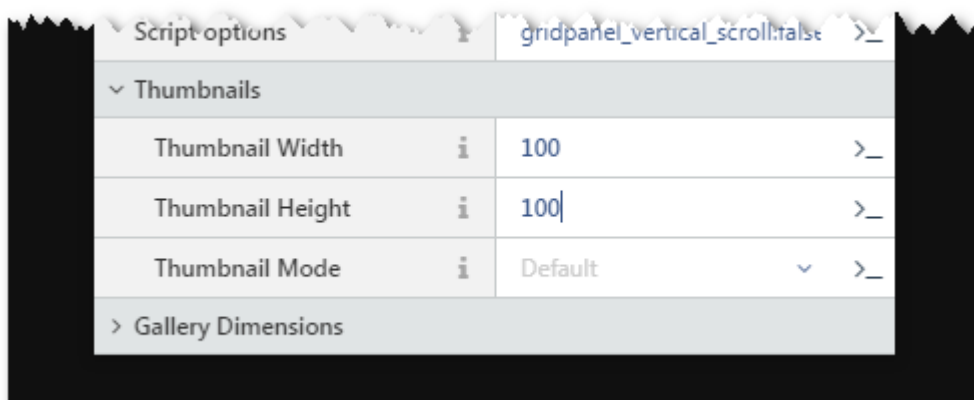 Script options gridpanel_vertical_scroll:false >_
Thumbnails
Thumbnail Width 100 >_
Thumbnail Height 100 >_
Thumbnail Mode Default >_
Gallery Dimensions